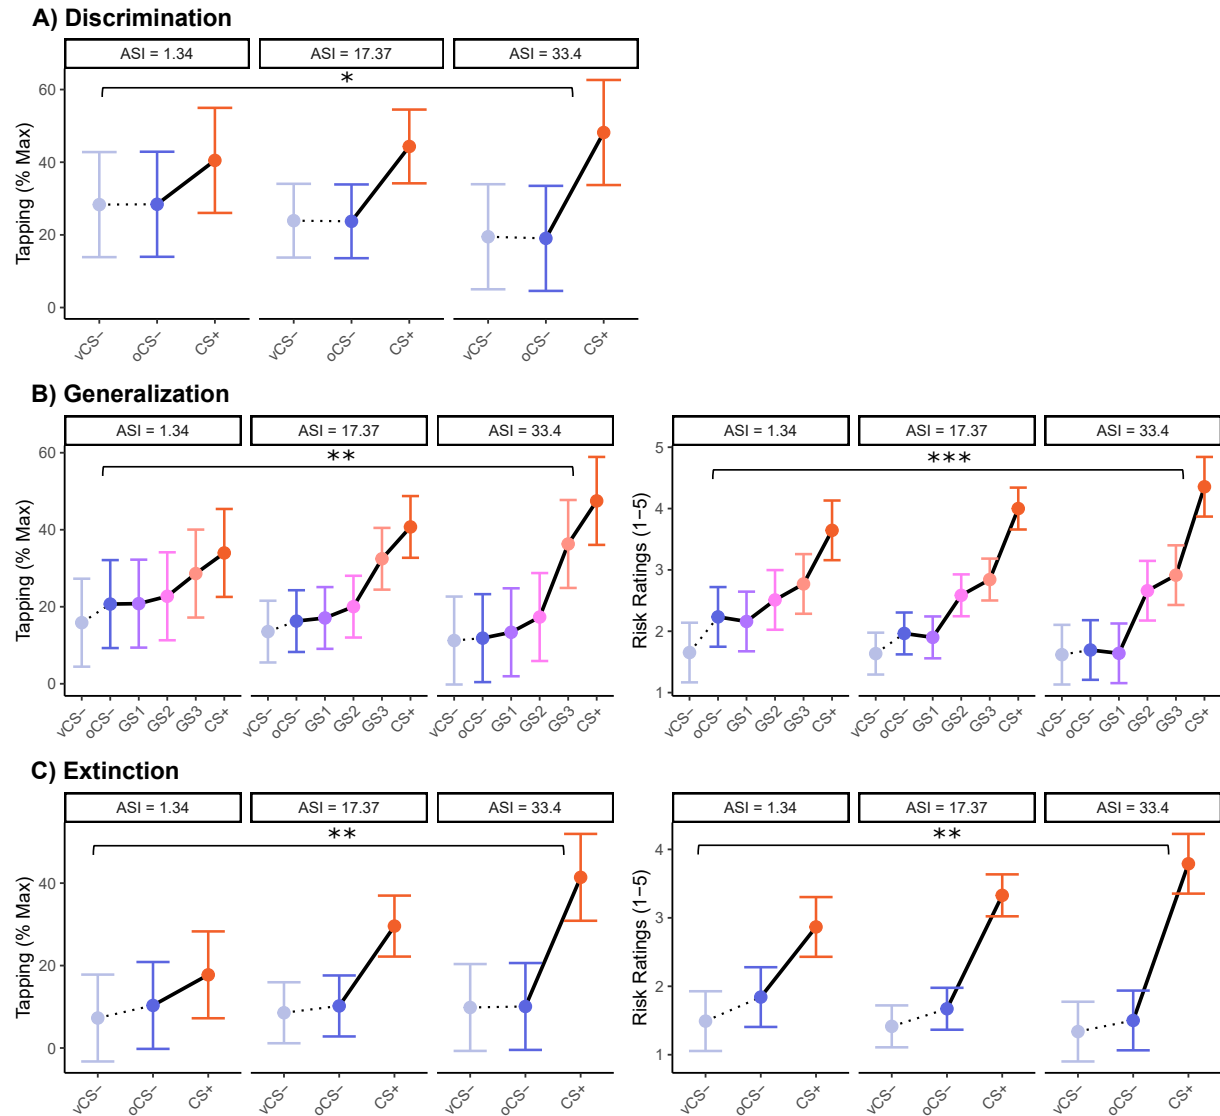 A) Discrimination
ASI = 1.34 ASI = 17.37 ASI = 33.4
*
Tapping (% Max)
60
40
20
0
vCS− oCS− CS+ vCS− oCS− CS+ vCS− oCS− CS+
B) Generalization
ASI = 1.34 ASI = 17.37 ASI = 33.4
**
Tapping (% Max)
60
40
20
0
vCS− oCS− GS1 GS2 GS3 CS+ vCS− oCS− GS1 GS2 GS3 CS+ vCS− oCS− GS1 GS2 GS3 CS+
ASI = 1.34 ASI = 17.37 ASI = 33.4
***
Risk Ratings (1−5)
5
4
3
2
1
vCS− oCS− GS1 GS2 GS3 CS+ vCS− oCS− GS1 GS2 GS3 CS+ vCS− oCS− GS1 GS2 GS3 CS+
C) Extinction
ASI = 1.34 ASI = 17.37 ASI = 33.4
**
Tapping (% Max)
40
20
0
vCS− oCS− CS+ vCS− oCS− CS+ vCS− oCS− CS+
ASI = 1.34 ASI = 17.37 ASI = 33.4
**
Risk Ratings (1−5)
4
3
2
1
vCS− oCS− CS+ vCS− oCS− CS+ vCS− oCS− CS+